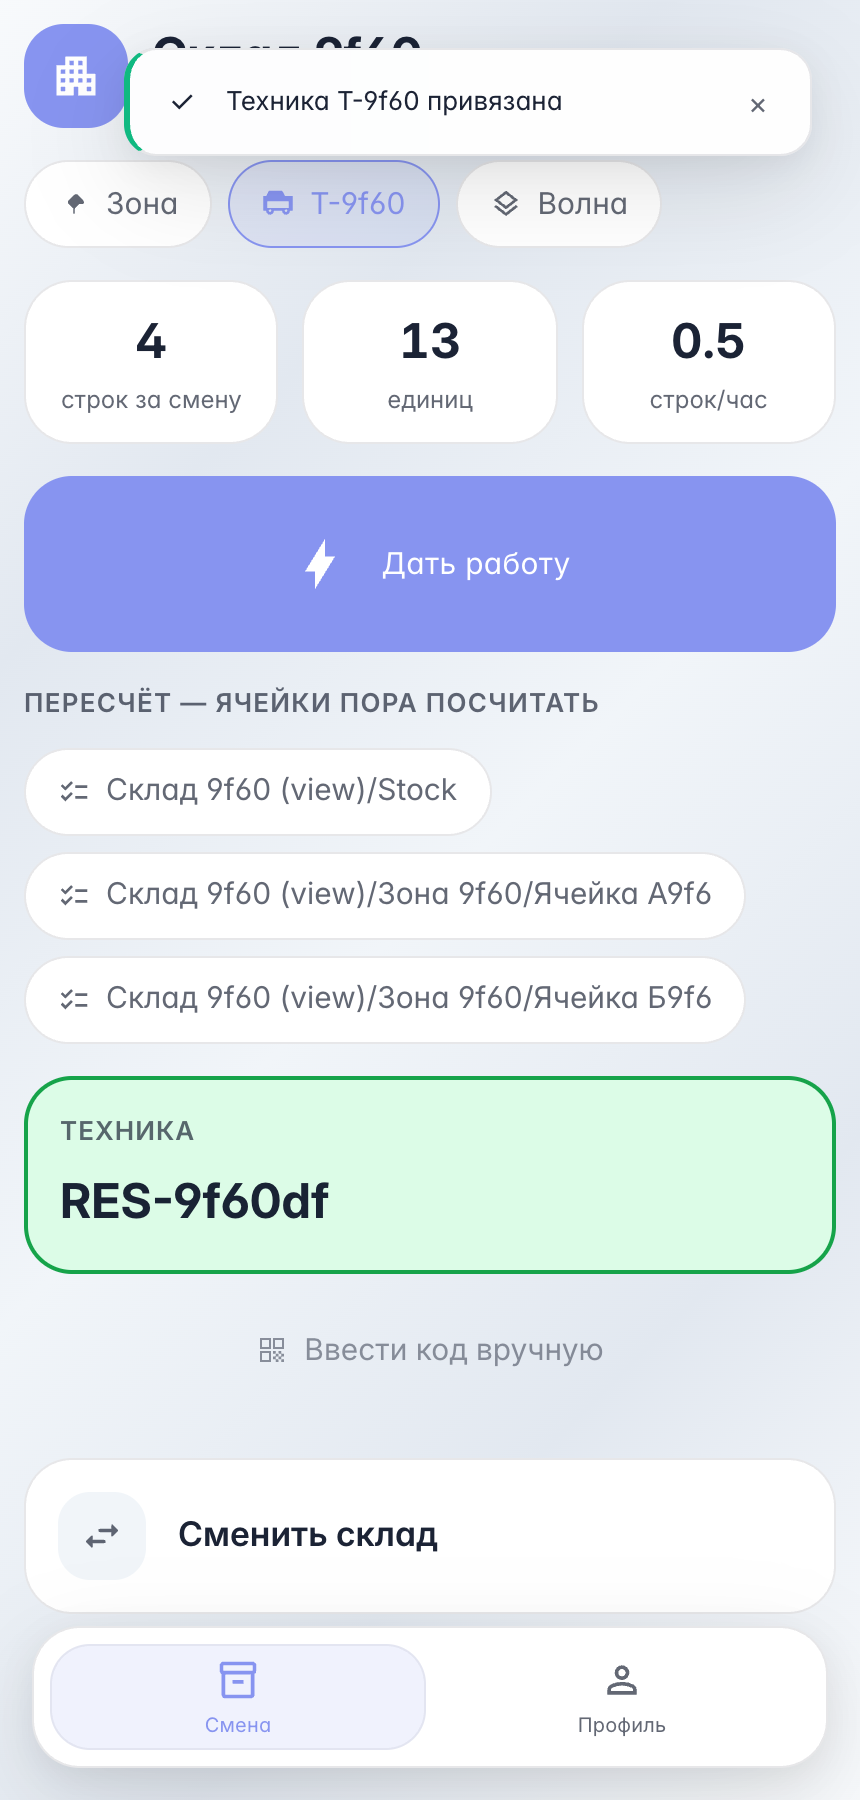 Склад 9f60
Техника T-9f60 привязана
Зона
T-9f60
Волна
4
строк за смену
13
единиц
0.5
строк/час
Дать работу
ПЕРЕСЧЁТ — ЯЧЕЙКИ ПОРА ПОСЧИТАТЬ
Склад 9f60 (view)/Stock
Склад 9f60 (view)/Зона 9f60/Ячейка А9f6
Склад 9f60 (view)/Зона 9f60/Ячейка Б9f6
ТЕХНИКА
RES-9f60df
Ввести код вручную
Сменить склад
Смена
Профиль